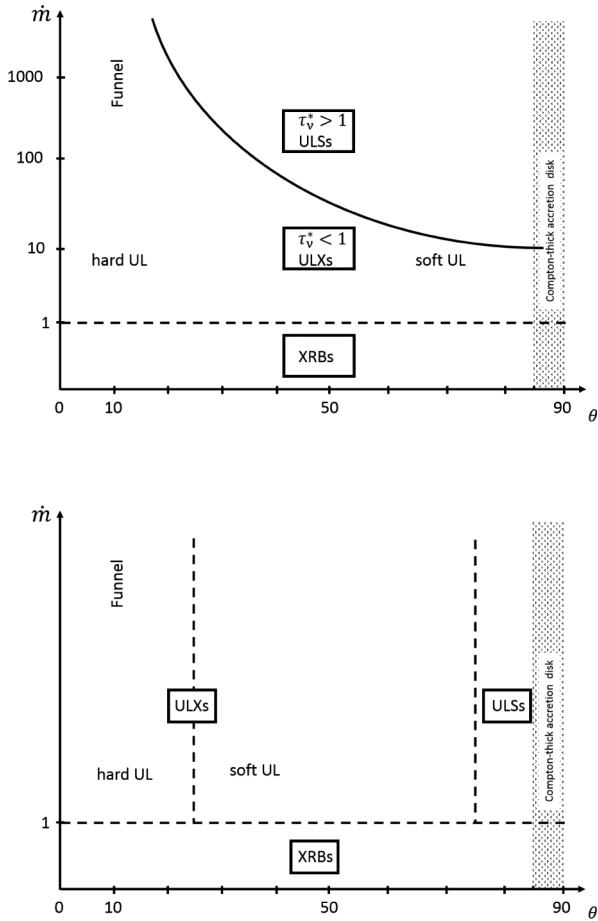 ṁ
1000
Funnel
τ*ν > 1
ULSs
100
τ*ν < 1
ULXs
10
hard UL
soft UL
Compton-thick accretion disk
1
XRBs
0
10
50
90
θ
ṁ
Funnel
ULXs
ULSs
Compton-thick accretion disk
hard UL
soft UL
1
XRBs
0
10
50
90
θ